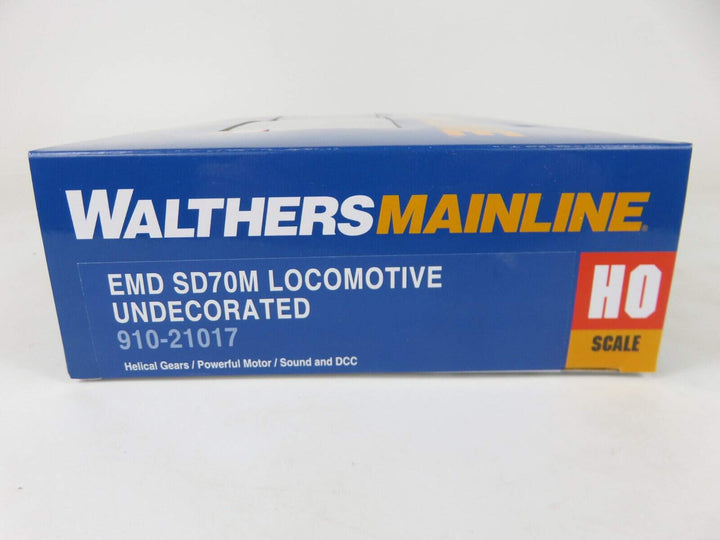 WALTHERSMAINLINE®
EMD SD70M LOCOMOTIVE
UNDECORATED
910-21017
Helical Gears / Powerful Motor / Sound and DCC
HO
SCALE